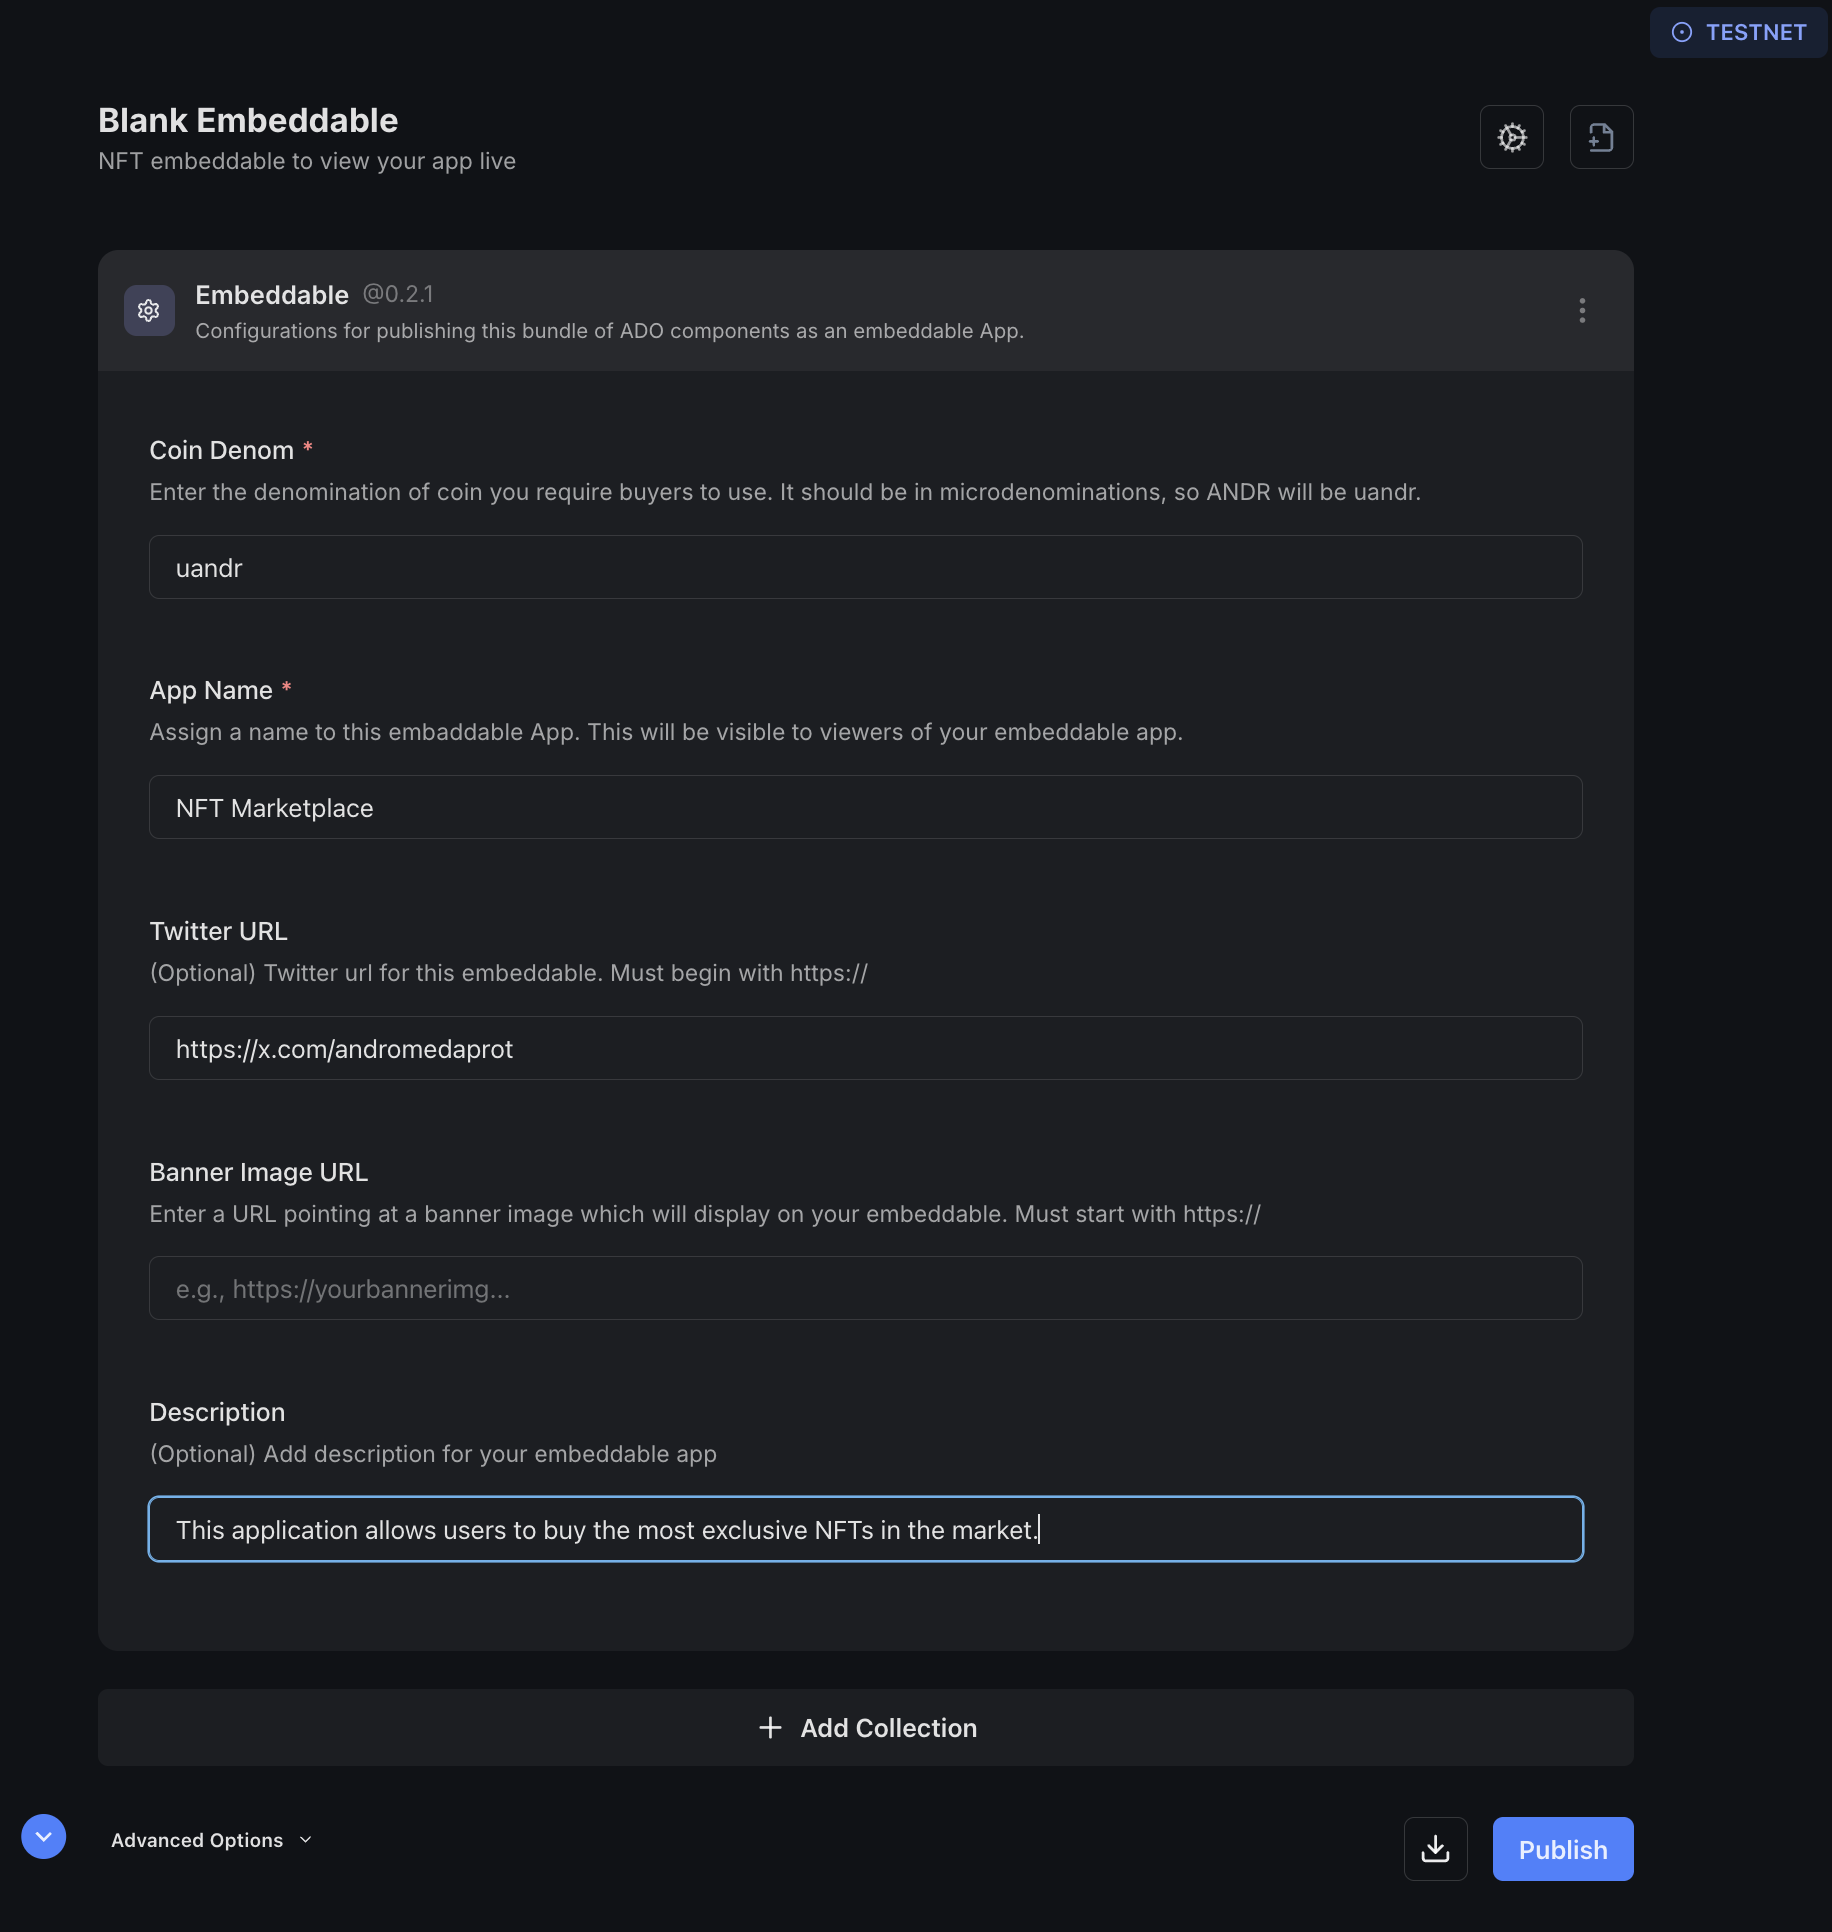 TESTNET
Blank Embeddable
NFT embeddable to view your app live
Embeddable @0.2.1
Configurations for publishing this bundle of ADO components as an embeddable App.
Coin Denom *
Enter the denomination of coin you require buyers to use. It should be in microdenominations, so ANDR will be uandr.
uandr
App Name *
Assign a name to this embaddable App. This will be visible to viewers of your embeddable app.
NFT Marketplace
Twitter URL
(Optional) Twitter url for this embeddable. Must begin with https://
https://x.com/andromedaprot
Banner Image URL
Enter a URL pointing at a banner image which will display on your embeddable. Must start with https://
e.g., https://yourbannerimg...
Description
(Optional) Add description for your embeddable app
This application allows users to buy the most exclusive NFTs in the market.
Add Collection
Advanced Options
Publish